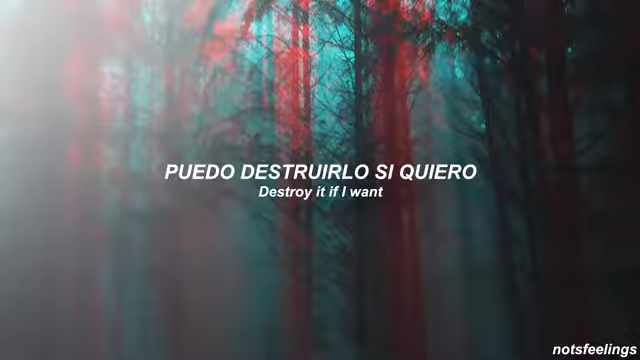 PUEDO DESTRUIRLO SI QUIERO
Destroy it if I want
notsfeelings